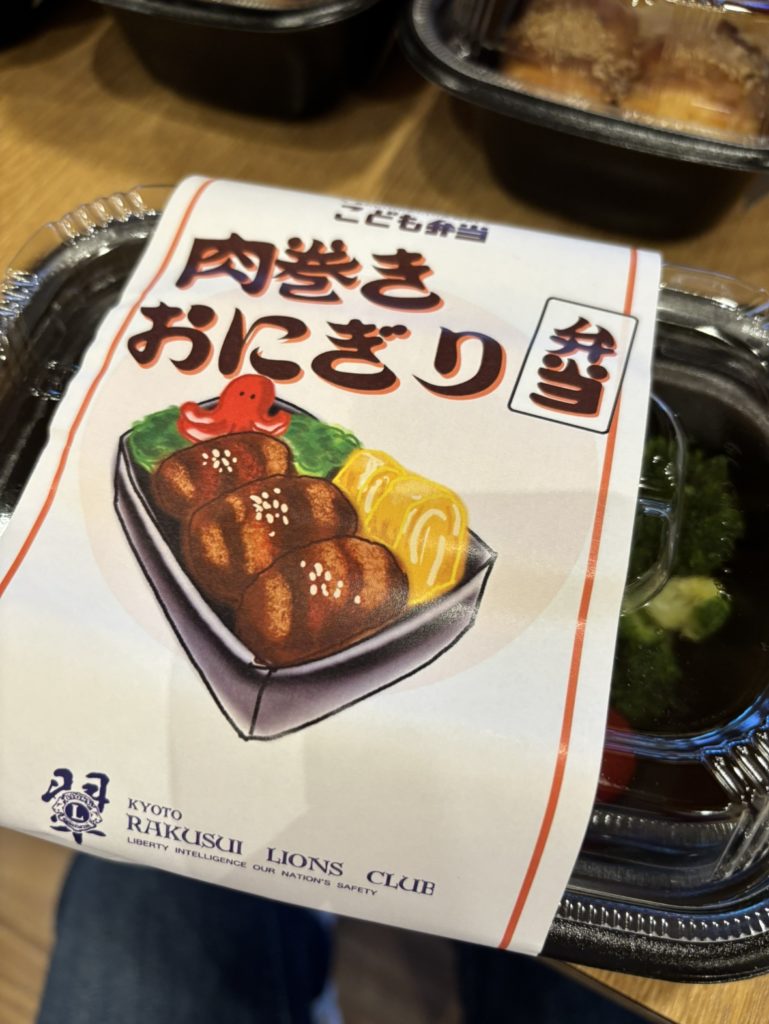 こども弁当
肉巻き
おにぎり
弁当
KYOTO
RAKUSUI LIONS CLUB
LIBERTY INTELLIGENCE OUR NATION'S SAFETY
L